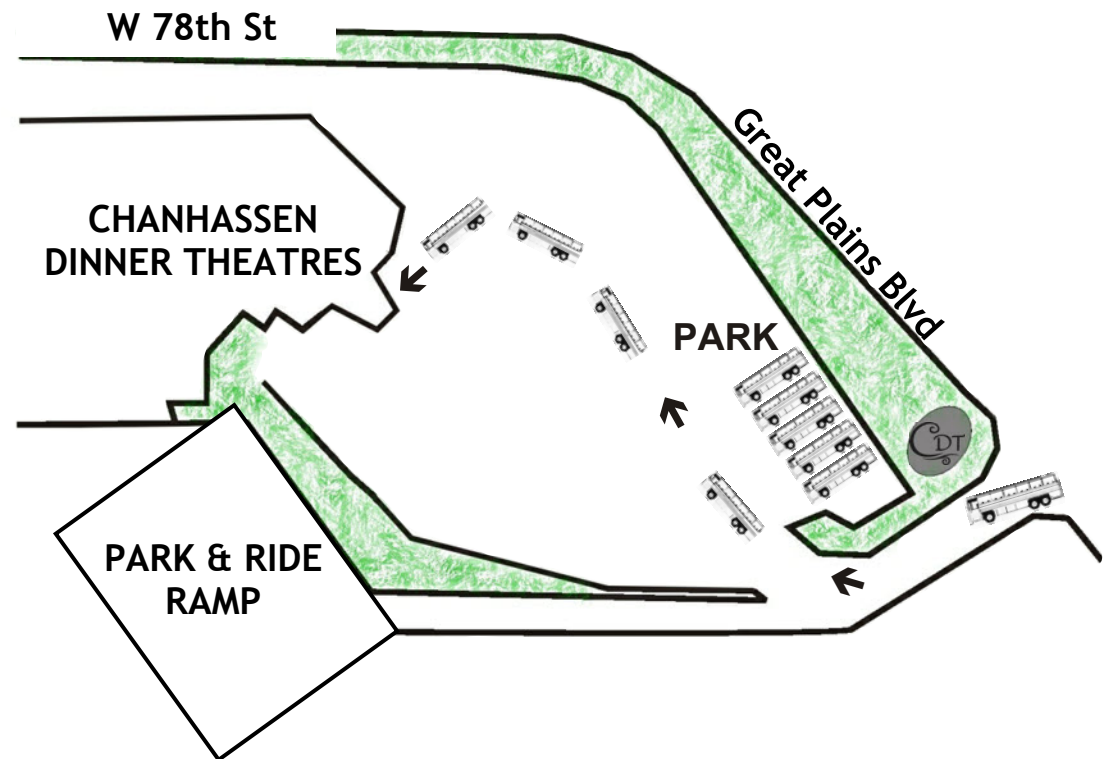 W 78th St
Great Plains Blvd
CHANHASSEN
DINNER THEATRES
PARK
CDT
PARK & RIDE
RAMP